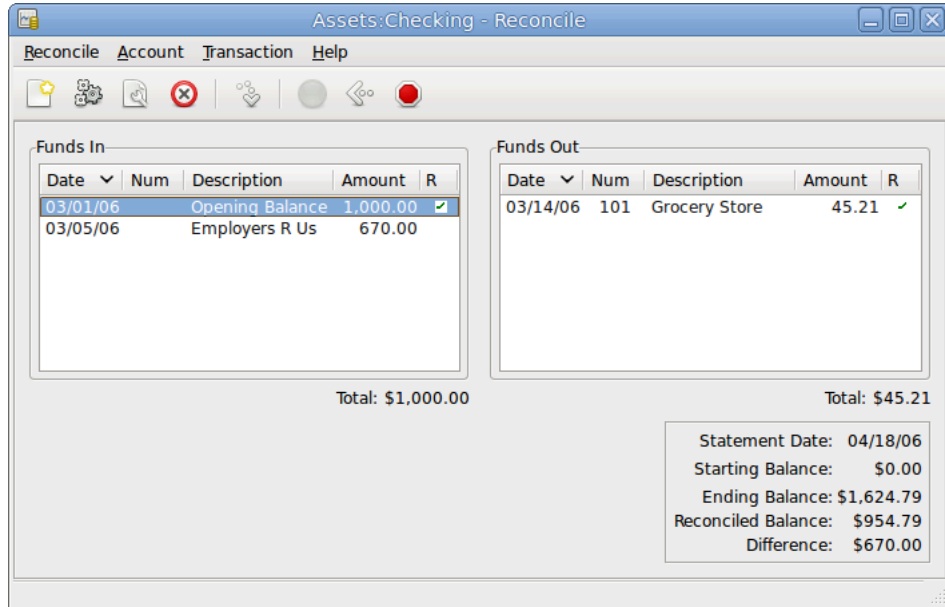 Assets:Checking - Reconcile
Reconcile Account Transaction Help
Funds In
Date Num Description Amount R
03/01/06 Opening Balance 1,000.00
03/05/06 Employers R Us 670.00
Total: $1,000.00
Funds Out
Date Num Description Amount R
03/14/06 101 Grocery Store 45.21
Total: $45.21
Statement Date: 04/18/06
Starting Balance: $0.00
Ending Balance: $1,624.79
Reconciled Balance: $954.79
Difference: $670.00